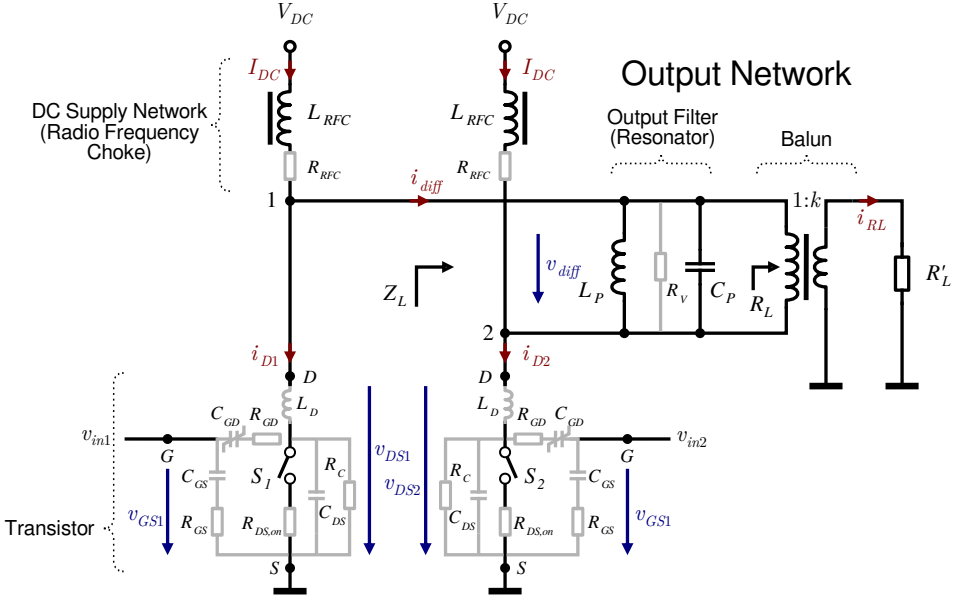 V_DC
V_DC
I_DC
I_DC
Output Network
DC Supply Network
(Radio Frequency
Choke)
L_RFC
L_RFC
Output Filter
(Resonator)
Balun
R_RFC
R_RFC
1
i_diff
1:k
i_RL
Z_L
v_diff
L_P
R_V
C_P
R_L
R'_L
2
i_D1
i_D2
D
D
L_D
L_D
C_GD
R_GD
R_GD
C_GD
v_in1
G
G
v_in2
C_GS
S_1
R_C
v_DS1
v_DS2
R_C
S_2
C_GS
v_GS1
R_GS
R_DS,on
C_DS
C_DS
R_DS,on
R_GS
v_GS1
Transistor
S
S